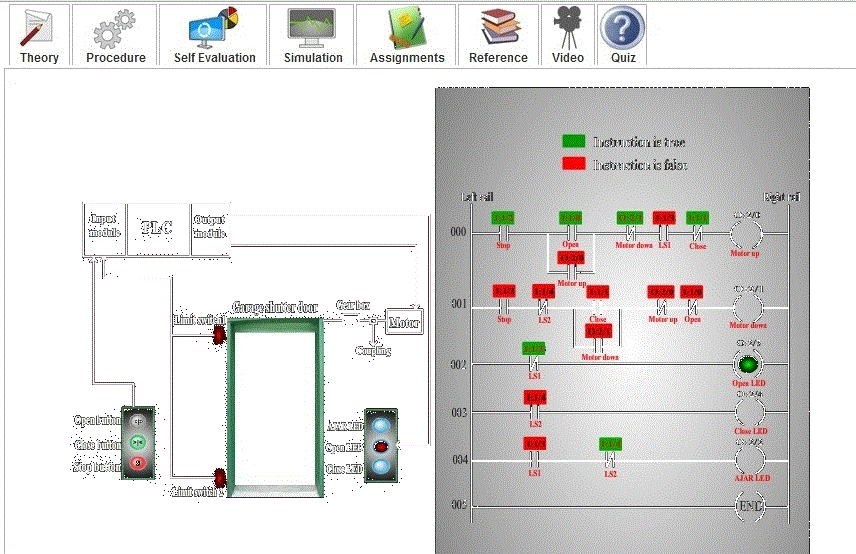 Theory
Procedure
Self Evaluation
Simulation
Assignments
Reference
Video
Quiz
Instruction is true
Instruction is false
Left rail
Right rail
Input
module
PLC
Output
module
000
Stop
Open
Motor down
LS1
Close
Motor up
Motor up
001
Stop
LS2
Close
Motor up
Open
Motor down
Motor down
Garage shutter door
Gear box
Motor
Coupling
Limit switch 1
002
LS1
Open LED
003
LS2
Close LED
Open button
Close button
Stop button
AJAR LED
Open LED
Close LED
004
LS1
LS2
AJAR LED
Limit switch 2
005
END